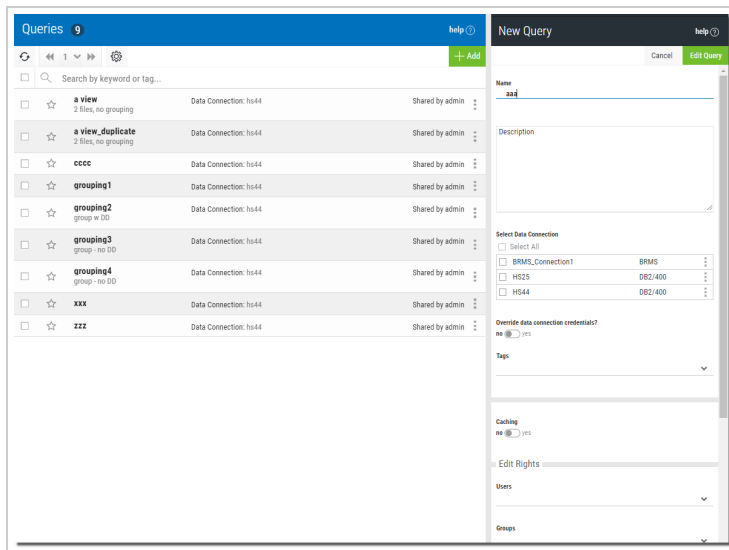 Queries 9 help ?
1
+ Add
Search by keyword or tag...
a view Data Connection: hs44 Shared by admin
2 files, no grouping
a view_duplicate Data Connection: hs44 Shared by admin
2 files, no grouping
cccc Data Connection: hs44 Shared by admin
grouping1 Data Connection: hs44 Shared by admin
grouping2 Data Connection: hs44 Shared by admin
group w DD
grouping3 Data Connection: hs44 Shared by admin
group - no DD
grouping4 Data Connection: hs44 Shared by admin
group - no DD
xxx Data Connection: hs44 Shared by admin
zzz Data Connection: hs44 Shared by admin
New Query help ?
Cancel Edit Query
Name
aaa
Description
Select Data Connection
Select All
BRMS_Connection1 BRMS
HS25 DB2/400
HS44 DB2/400
Override data connection credentials?
no yes
Tags
Caching
no yes
Edit Rights
Users
Groups